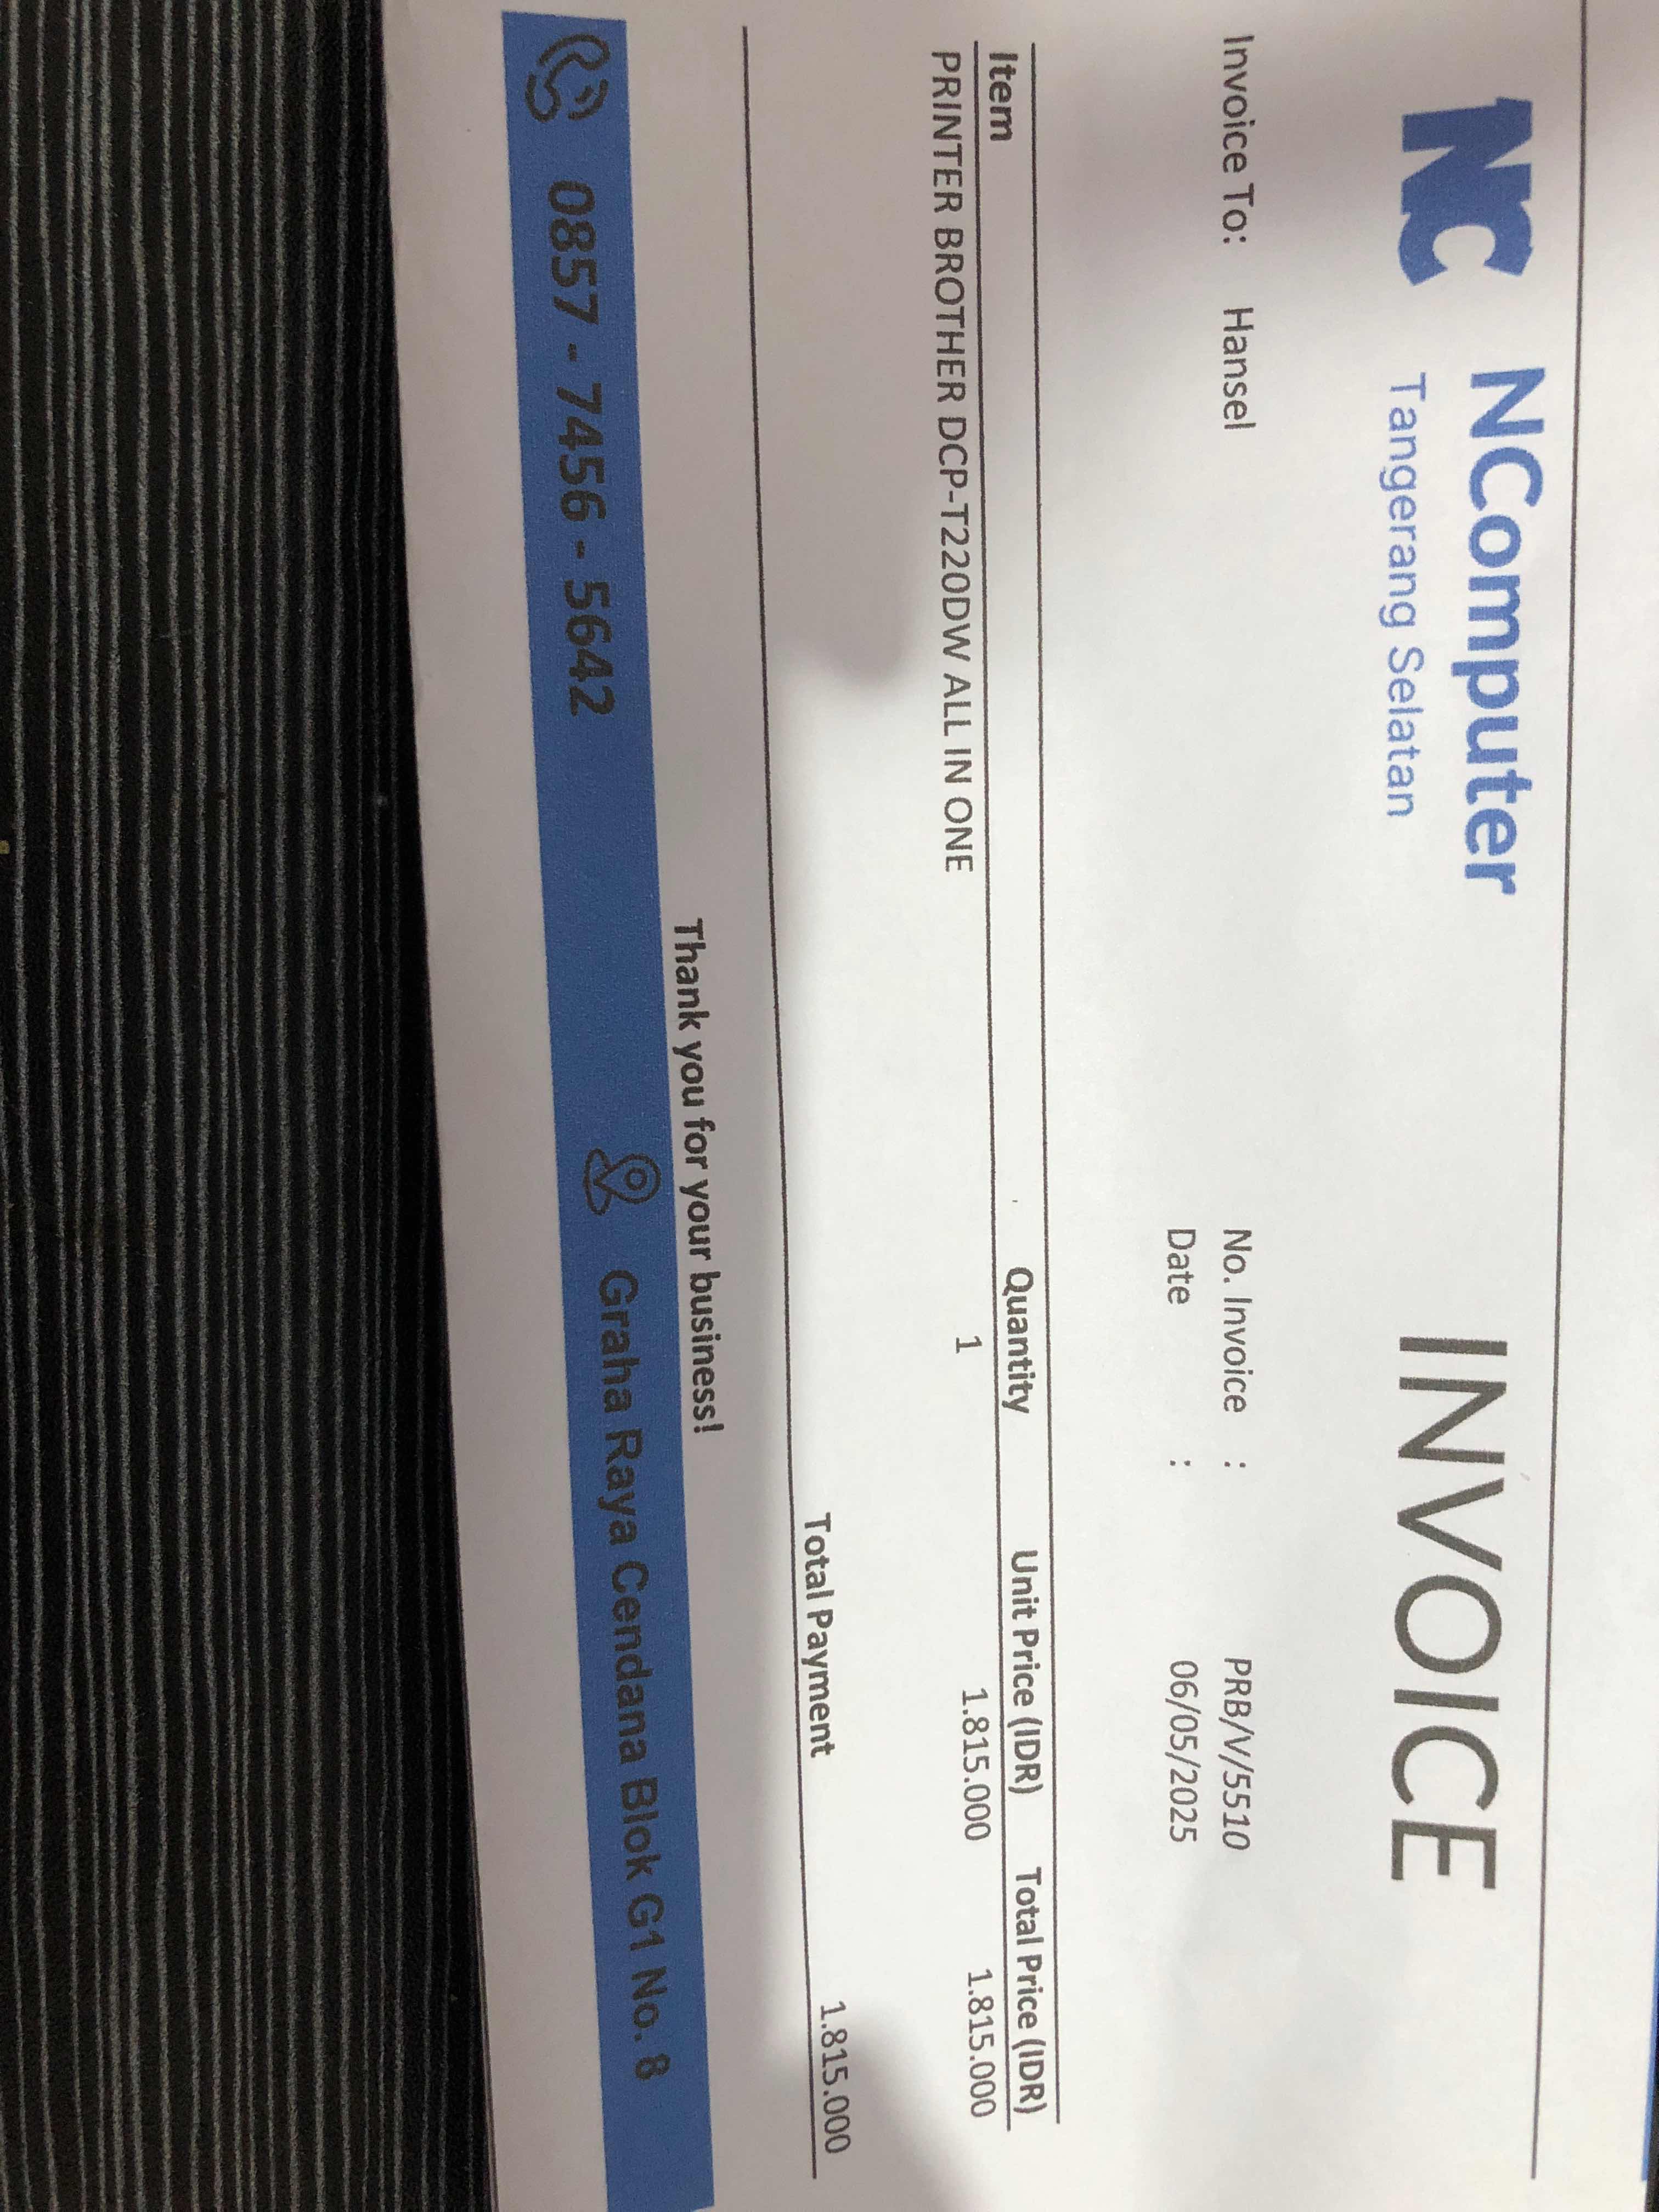 NC NComputer INVOICE
Tangerang Selatan
Invoice To: Hansel No. Invoice : PRB/V/5510
Date : 06/05/2025
Item Quantity Unit Price (IDR) Total Price (IDR)
PRINTER BROTHER DCP-T220DW ALL IN ONE 1 1.815.000 1.815.000
Total Payment 1.815.000
Thank you for your business!
0857 - 7456 - 5642 Graha Raya Cendana Blok G1 No. 8